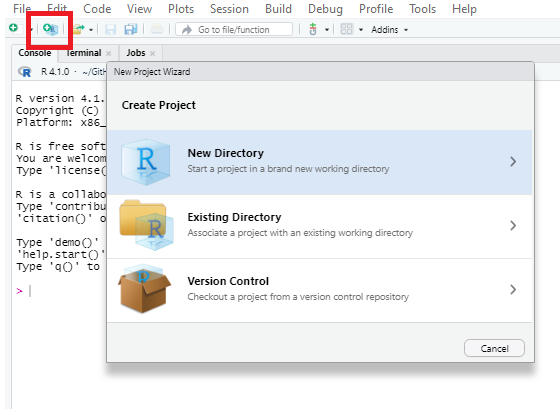 File Edit Code View Plots Session Build Debug Profile Tools Help
Go to file/function Addins
Console Terminal Jobs
R 4.1.0 · ~/GitH
New Project Wizard
R version 4.1.
Copyright (C)
Platform: x86_
Create Project
R is free soft
You are welcom
Type 'license(
New Directory
Start a project in a brand new working directory
R is a collabo
Type 'contribu
'citation()' o
Existing Directory
Associate a project with an existing working directory
Type 'demo()'
'help.start()'
Type 'q()' to
Version Control
Checkout a project from a version control repository
>
Cancel